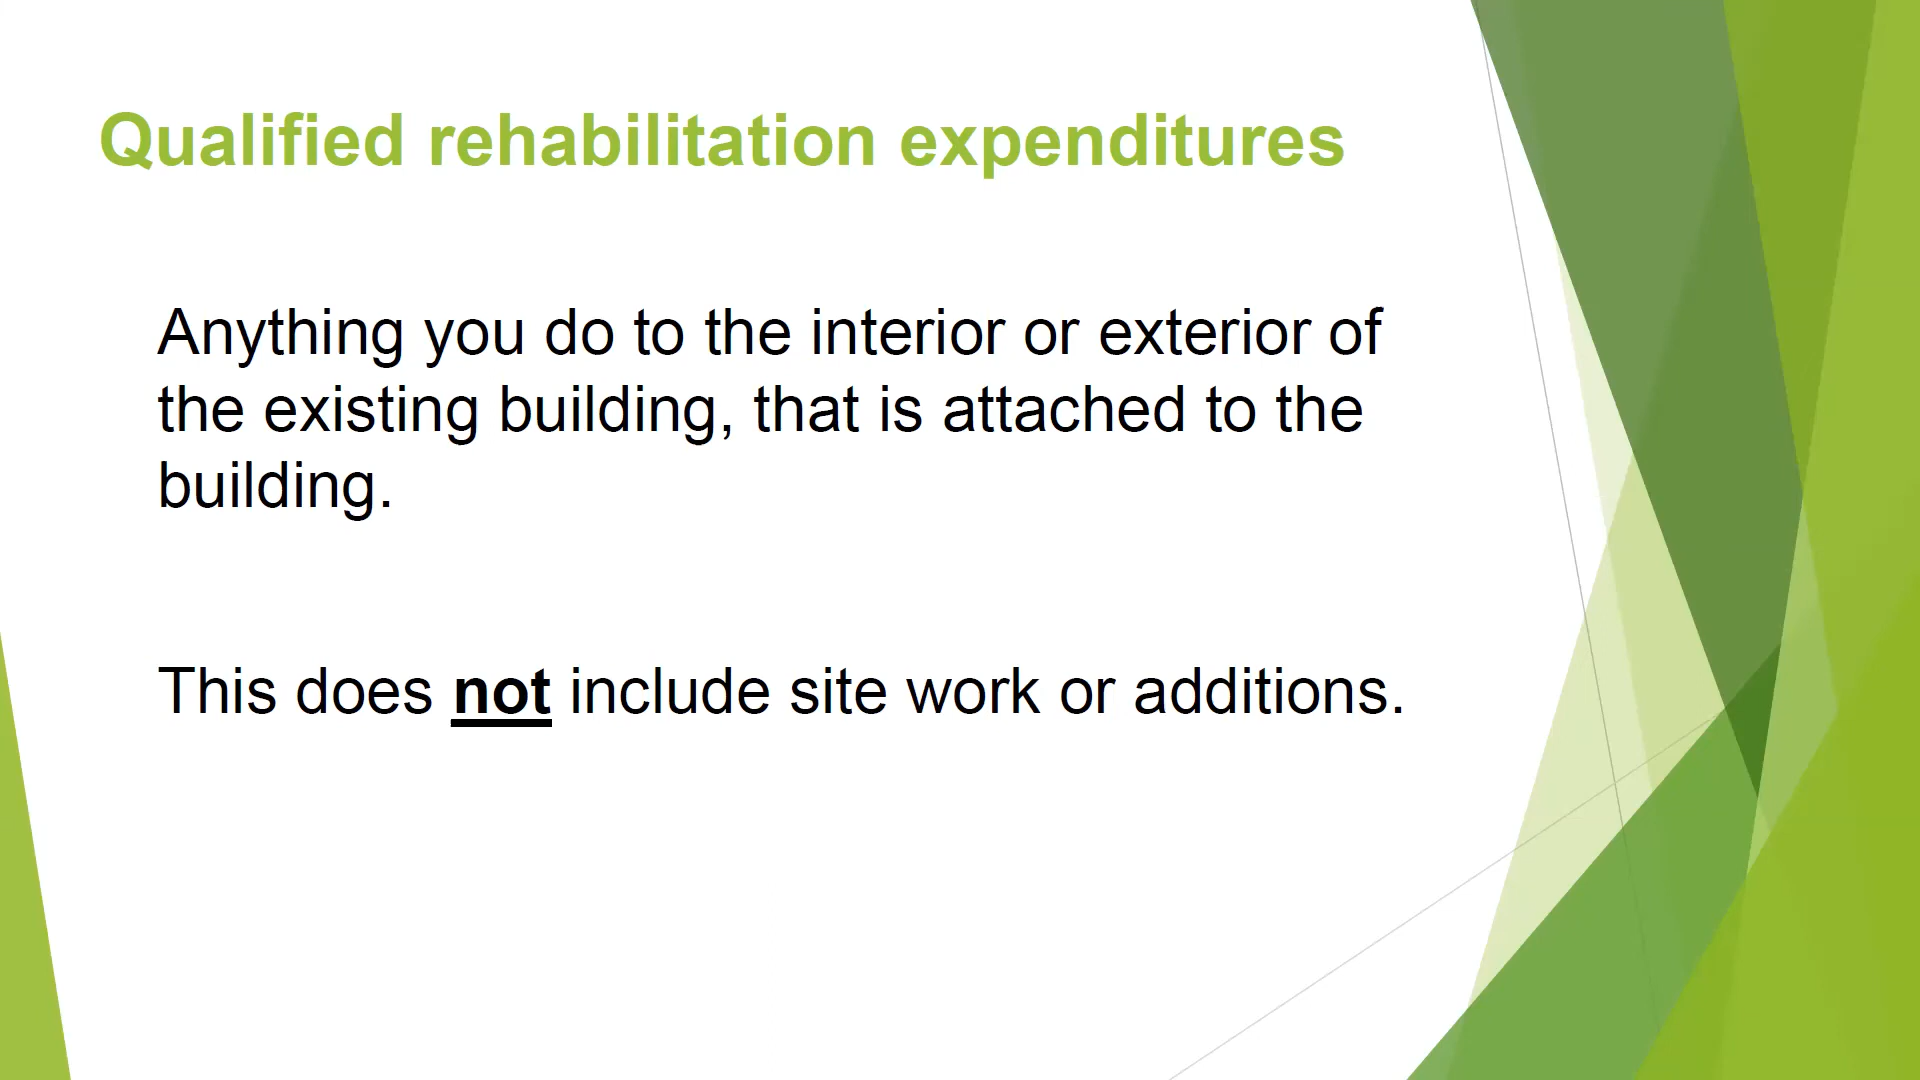 Qualified rehabilitation expenditures
Anything you do to the interior or exterior of
the existing building, that is attached to the
building.
This does not include site work or additions.